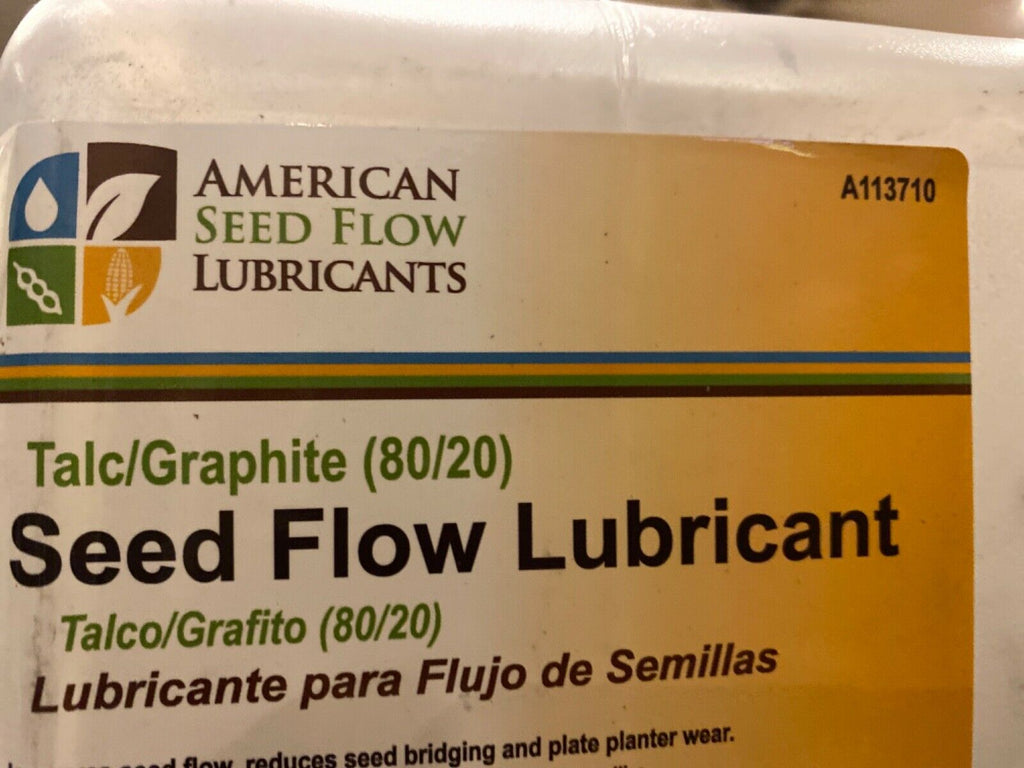 AMERICAN
SEED FLOW
LUBRICANTS
A113710
Talc/Graphite (80/20)
Seed Flow Lubricant
Talco/Grafito (80/20)
Lubricante para Flujo de Semillas
seed flow, reduces seed bridging and plate planter wear.